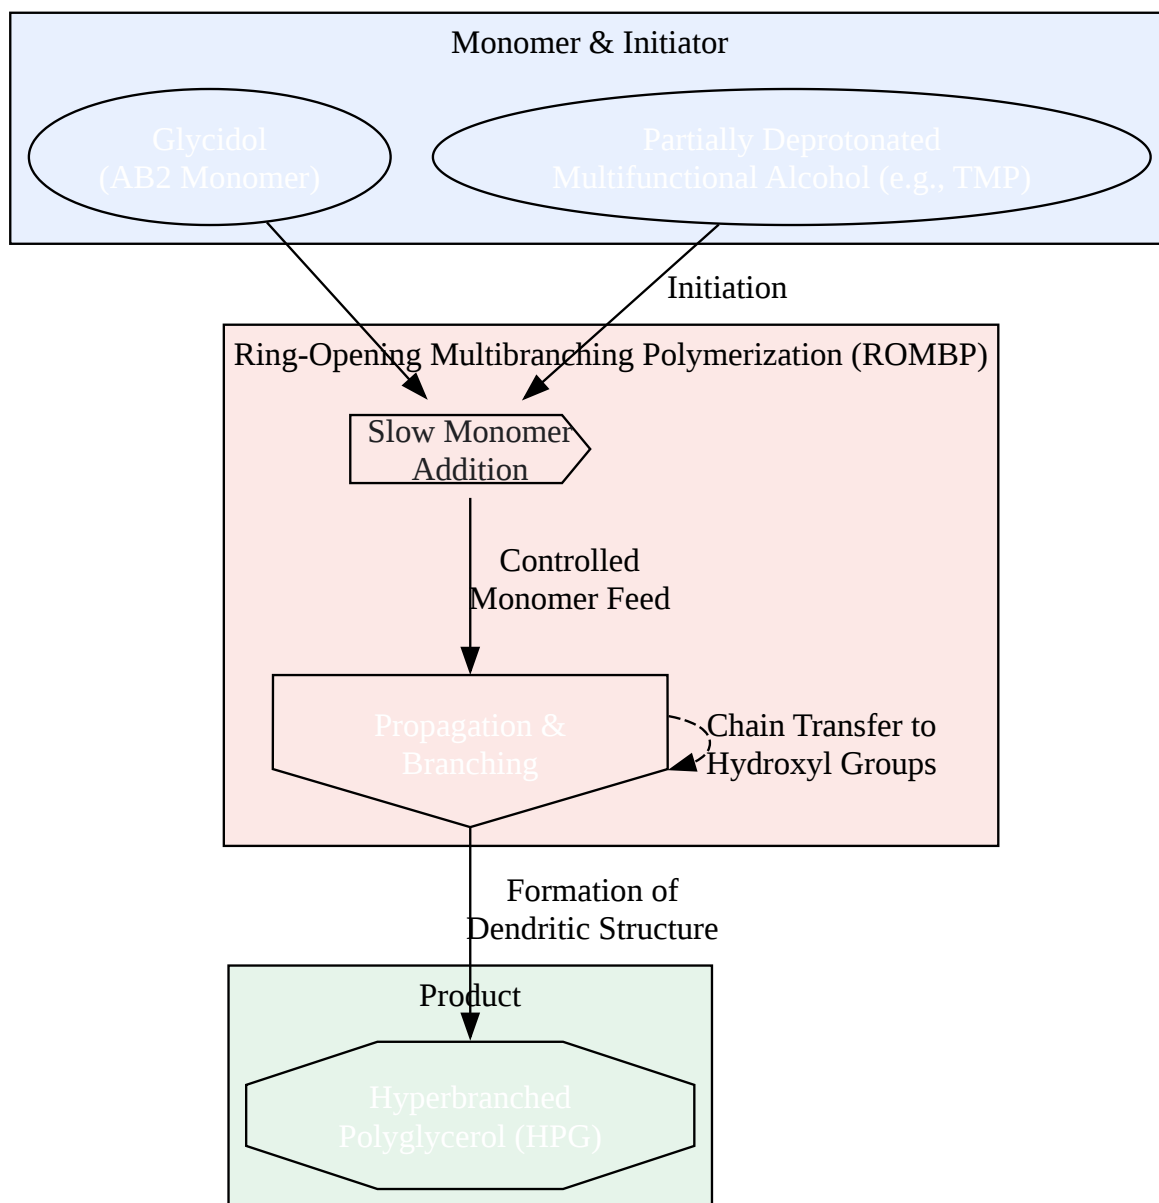 Monomer & Initiator
Glycidol
(AB2 Monomer)
Partially Deprotonated
Multifunctional Alcohol (e.g., TMP)
Initiation
Ring-Opening Multibranching Polymerization (ROMBP)
Slow Monomer
Addition
Controlled
Monomer Feed
Propagation &
Branching
Chain Transfer to
Hydroxyl Groups
Formation of
Dendritic Structure
Product
Hyperbranched
Polyglycerol (HPG)